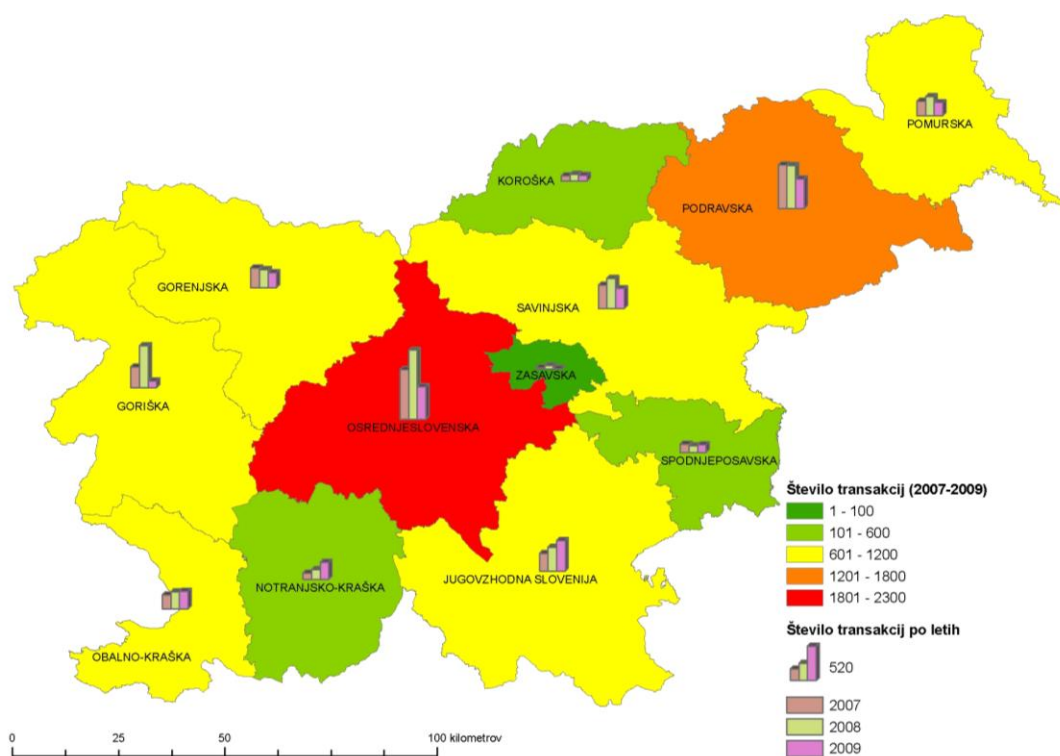 POMURSKA
KOROŠKA
PODRAVSKA
GORENJSKA
SAVINJSKA
ZASAVSKA
GORIŠKA
OSREDNJESLOVENSKA
SPODNJEPOSAVSKA
JUGOVZHODNA SLOVENIJA
NOTRANJSKO-KRAŠKA
OBALNO-KRAŠKA
Število transakcij (2007-2009)
1 - 100
101 - 600
601 - 1200
1201 - 1800
1801 - 2300
Število transakcij po letih
520
2007
2008
2009
0 25 50 100 kilometrov